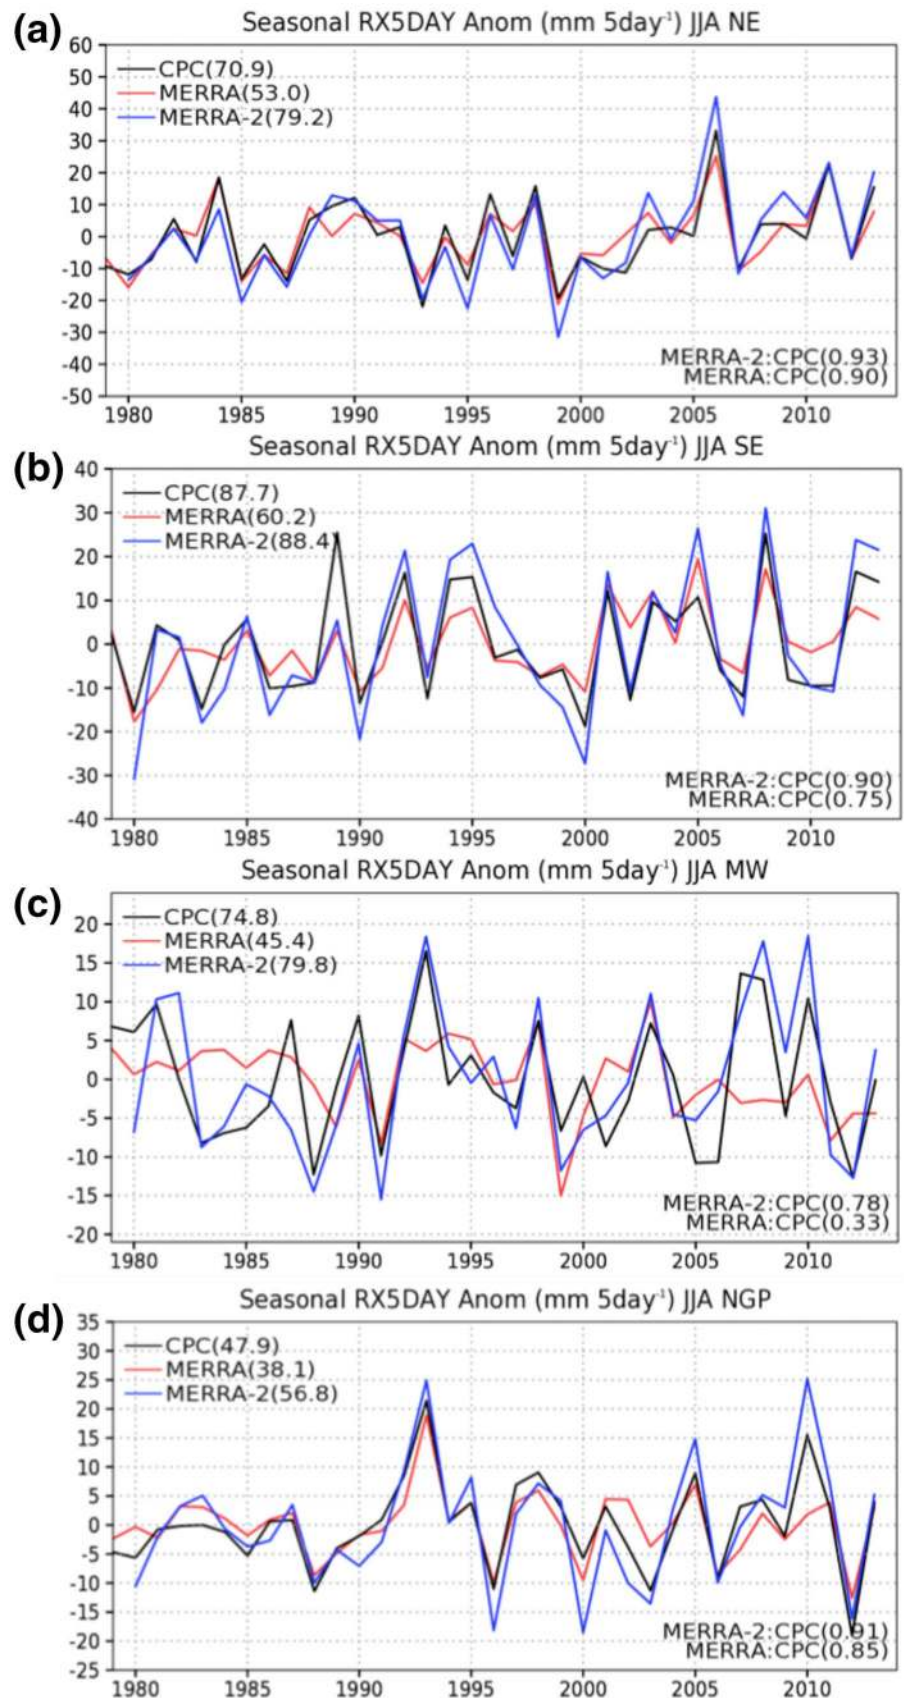 (a)
Seasonal RX5DAY Anom (mm 5day⁻¹) JJA NE
60
50
40
30
20
10
0
-10
-20
-30
-40
-50
CPC(70.9)
MERRA(53.0)
MERRA-2(79.2)
MERRA-2:CPC(0.93)
MERRA:CPC(0.90)
1980 1985 1990 1995 2000 2005 2010
(b)
Seasonal RX5DAY Anom (mm 5day⁻¹) JJA SE
40
30
20
10
0
-10
-20
-30
-40
CPC(87.7)
MERRA(60.2)
MERRA-2(88.4)
MERRA-2:CPC(0.90)
MERRA:CPC(0.75)
1980 1985 1990 1995 2000 2005 2010
(c)
Seasonal RX5DAY Anom (mm 5day⁻¹) JJA MW
20
15
10
5
0
-5
-10
-15
-20
CPC(74.8)
MERRA(45.4)
MERRA-2(79.8)
MERRA-2:CPC(0.78)
MERRA:CPC(0.33)
1980 1985 1990 1995 2000 2005 2010
(d)
Seasonal RX5DAY Anom (mm 5day⁻¹) JJA NGP
35
30
25
20
15
10
5
0
-5
-10
-15
-20
-25
CPC(47.9)
MERRA(38.1)
MERRA-2(56.8)
MERRA-2:CPC(0.91)
MERRA:CPC(0.85)
1980 1985 1990 1995 2000 2005 2010